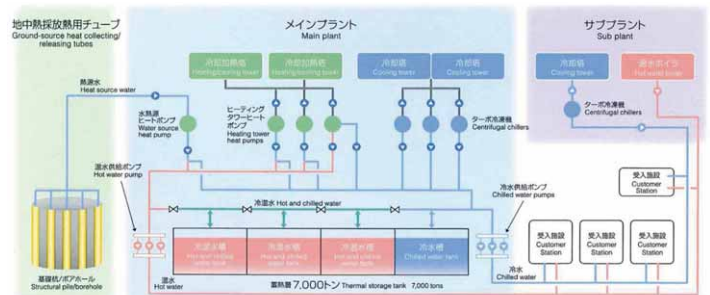 地中熱採放熱用チューブ
Ground-source heat collecting/
releasing tubes
メインプラント
Main plant
サブプラント
Sub plant
冷却加熱塔
Heating/cooling tower
冷却加熱塔
Heating/cooling tower
冷却塔
Cooling tower
冷却塔
Cooling tower
冷却塔
Cooling tower
温水ボイラ
Hot water boiler
熱源水
Heat source water
水熱源
ヒートポンプ
Water source
heat pump
ヒーティング
タワーヒート
ポンプ
Heating tower
heat pumps
ターボ冷凍機
Centrifugal chillers
ターボ冷凍機
Centrifugal chillers
温水供給ポンプ
Hot water pump
冷温水 Hot and chilled water
冷水供給ポンプ
Chilled water pumps
受入施設
Customer
Station
受入施設
Customer
Station
受入施設
Customer
Station
受入施設
Customer
Station
冷温水槽
Hot and chilled
water tank
冷温水槽
Hot and chilled
water tank
冷温水槽
Hot and chilled
water tank
冷水槽
Chilled water tank
冷水
Chilled water
温水
Hot water
蓄熱槽 7,000トン Thermal storage tank 7,000 tons
基礎杭/ボアホール
Structural pile/borehole